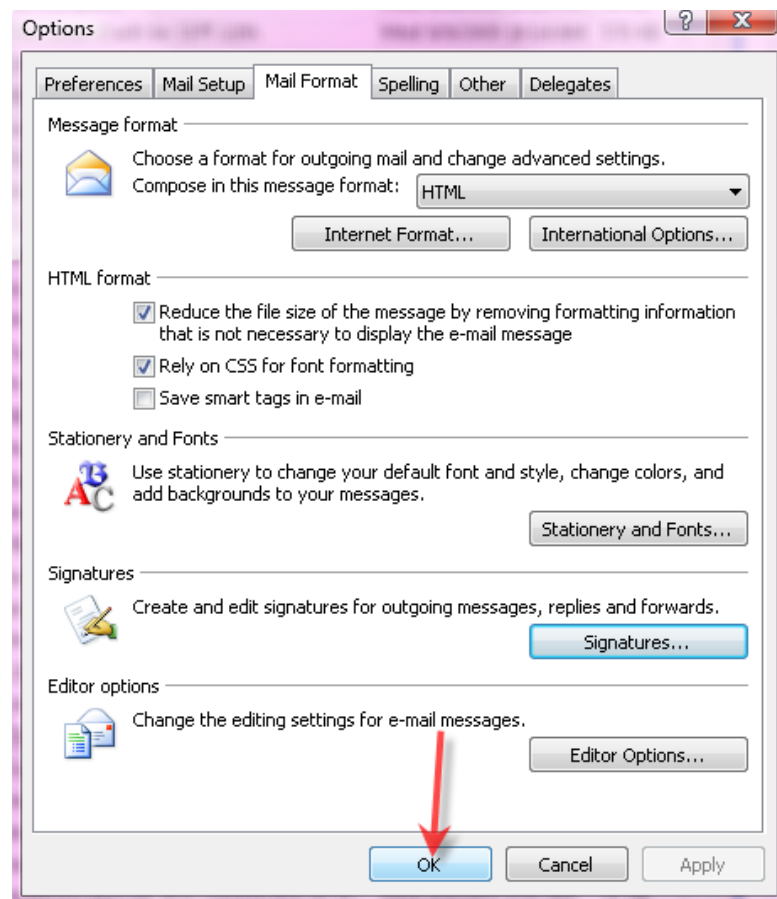 Options
?
X
Preferences Mail Setup Mail Format Spelling Other Delegates
Message format
Choose a format for outgoing mail and change advanced settings.
Compose in this message format: HTML
Internet Format... International Options...
HTML format
Reduce the file size of the message by removing formatting information
that is not necessary to display the e-mail message
Rely on CSS for font formatting
Save smart tags in e-mail
Stationery and Fonts
Use stationery to change your default font and style, change colors, and
add backgrounds to your messages.
Stationery and Fonts...
Signatures
Create and edit signatures for outgoing messages, replies and forwards.
Signatures...
Editor options
Change the editing settings for e-mail messages.
Editor Options...
OK Cancel Apply